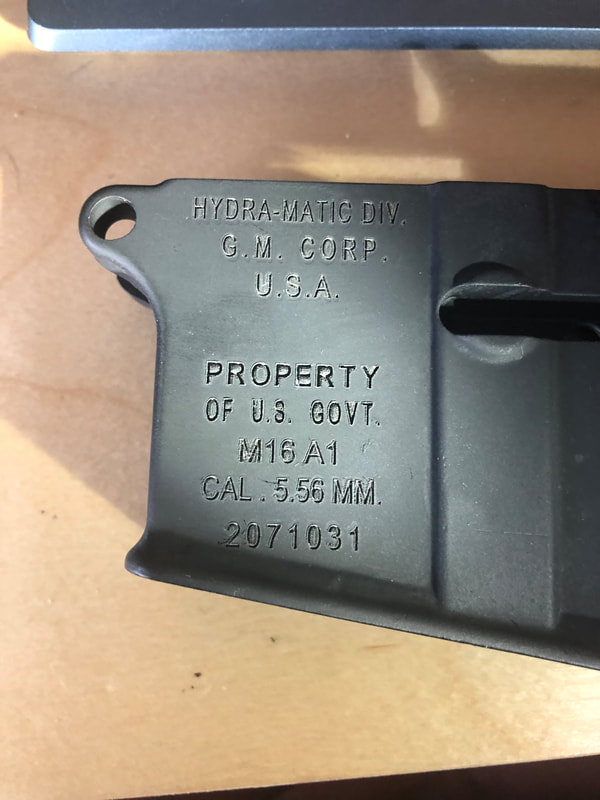 HYDRA-MATIC DIV.
G.M. CORP.
U.S.A.
PROPERTY
OF U.S. GOVT.
M16 A1
CAL. 5.56 MM.
2071031